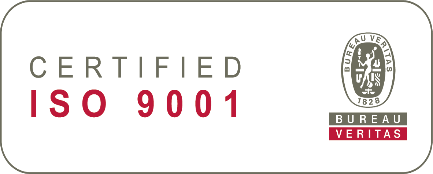 CERTIFIED
ISO 9001
BUREAU VERITAS
1828
BUREAU
VERITAS